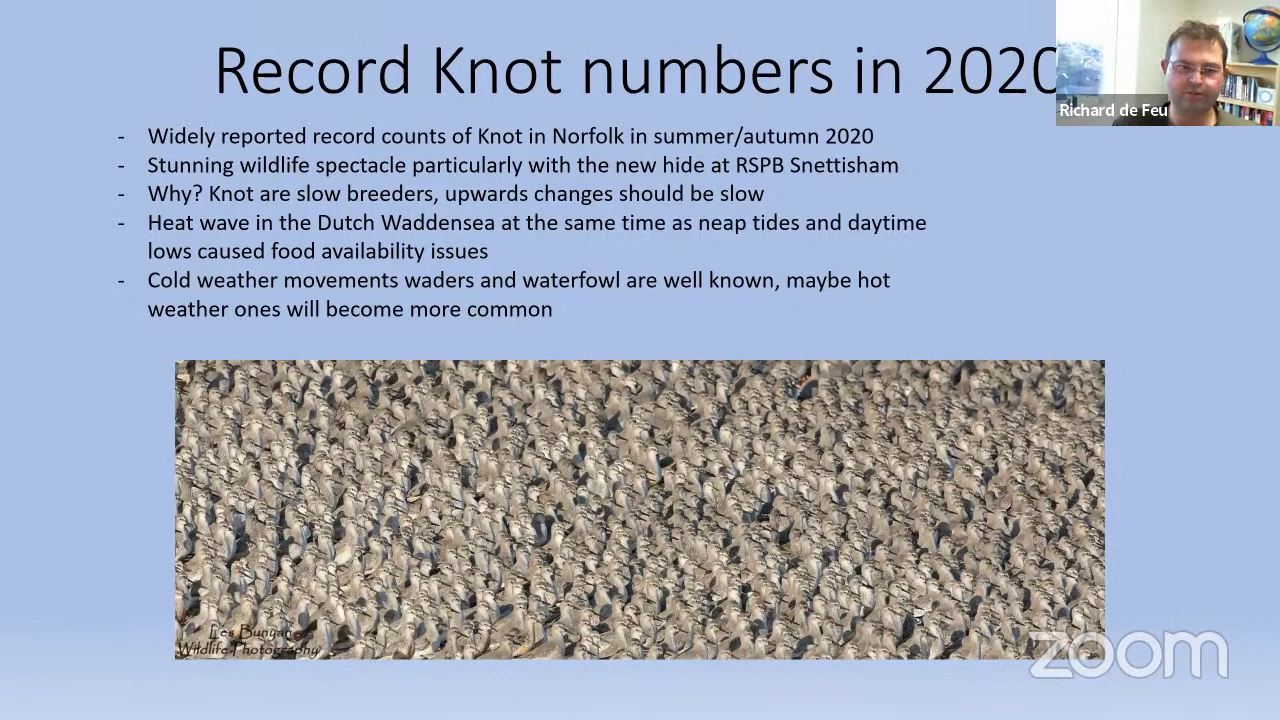 Record Knot numbers in 2020
Richard de Feu
- Widely reported record counts of Knot in Norfolk in summer/autumn 2020
- Stunning wildlife spectacle particularly with the new hide at RSPB Snettisham
- Why? Knot are slow breeders, upwards changes should be slow
- Heat wave in the Dutch Waddensea at the same time as neap tides and daytime
lows caused food availability issues
- Cold weather movements waders and waterfowl are well known, maybe hot
weather ones will become more common
Les Bunyan
Wildlife Photography
zoom